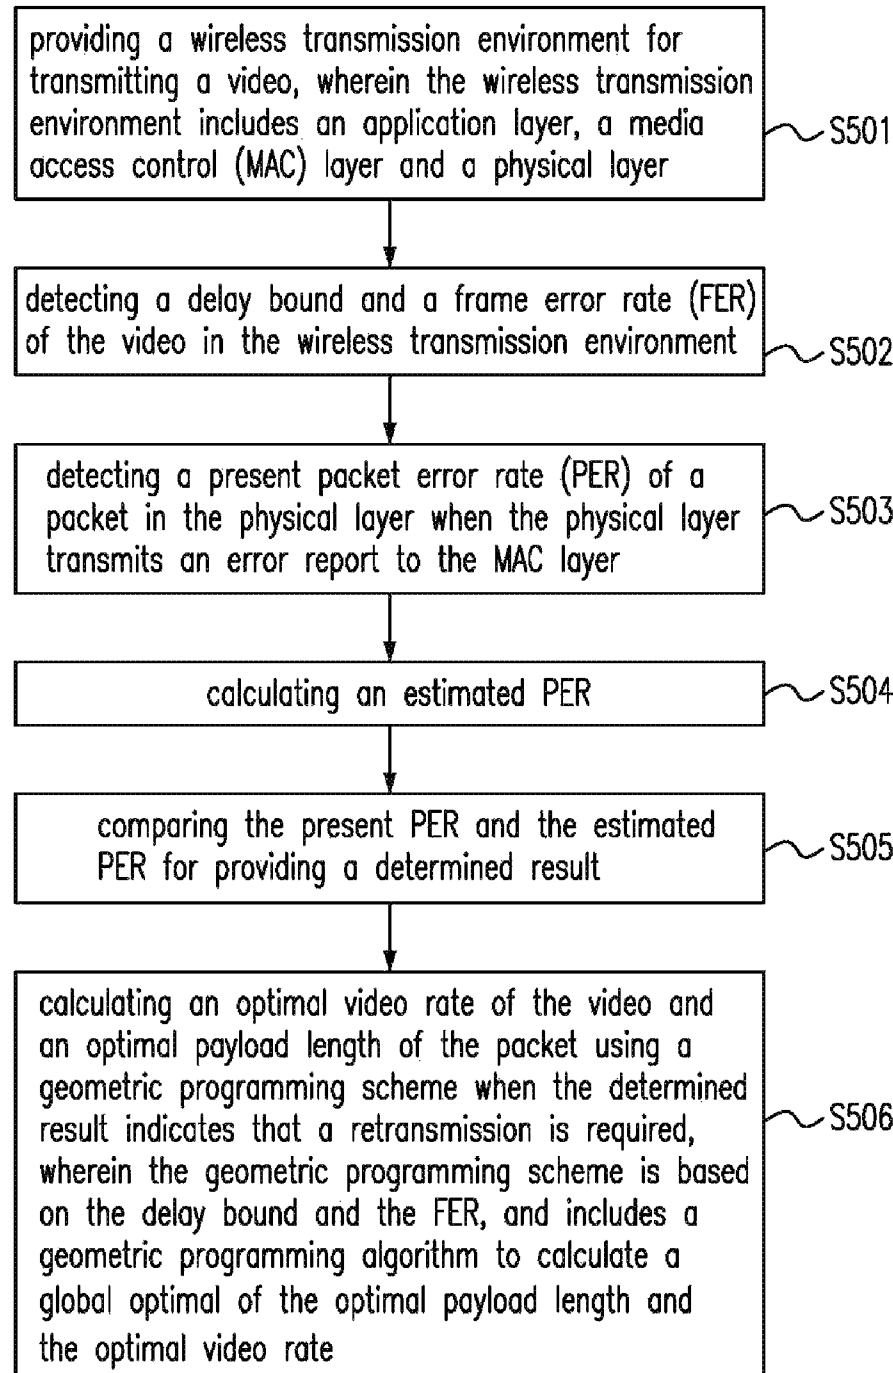 providing a wireless transmission environment for
transmitting a video, wherein the wireless transmission
environment includes an application layer, a media
access control (MAC) layer and a physical layer
S501
detecting a delay bound and a frame error rate (FER)
of the video in the wireless transmission environment
S502
detecting a present packet error rate (PER) of a
packet in the physical layer when the physical layer
transmits an error report to the MAC layer
S503
calculating an estimated PER
S504
comparing the present PER and the estimated
PER for providing a determined result
S505
calculating an optimal video rate of the video and
an optimal payload length of the packet using a
geometric programming scheme when the determined
result indicates that a retransmission is required,
wherein the geometric programming scheme is based
on the delay bound and the FER, and includes a
geometric programming algorithm to calculate a
global optimal of the optimal payload length and
the optimal video rate
S506